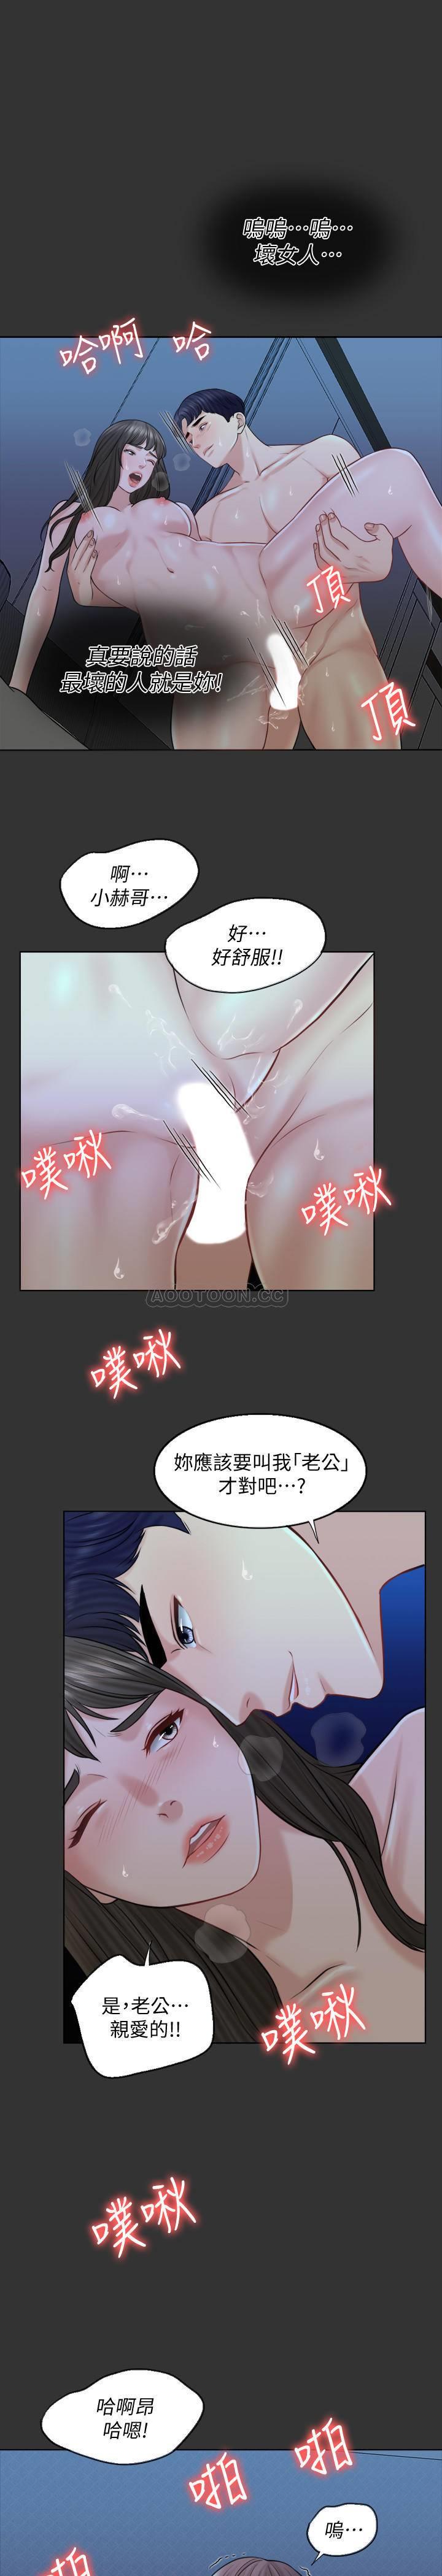 嗚嗚…嗚…
壞女人…
哈啊
哈
頂
真要說的話
最壞的人就是妳!
頂
啊…
小赫哥…
好…
好舒服!!
噗啾
噗啾
AOOTOON.CC
噗啾
妳應該要叫我「老公」
才對吧…?
是,老公…
親愛的!!
噗啾
噗啾
哈啊昂
哈嗯!
啪
啪
嗚…
啪